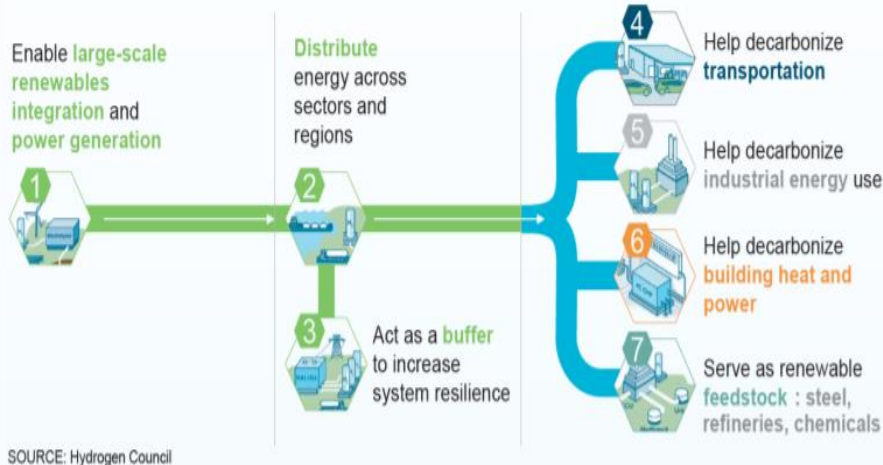 1
Enable large-scale
renewables
integration and
power generation
2
Distribute
energy across
sectors and
regions
3
Act as a buffer
to increase
system resilience
4
Help decarbonize
transportation
5
Help decarbonize
industrial energy use
6
Help decarbonize
building heat and
power
7
Serve as renewable
feedstock : steel,
refineries, chemicals
SOURCE: Hydrogen Council